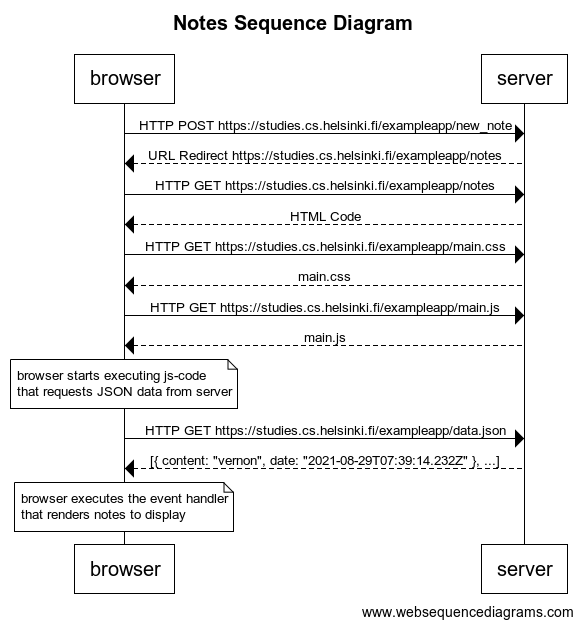 Notes Sequence Diagram
browser
server
HTTP POST https://studies.cs.helsinki.fi/exampleapp/new_note
URL Redirect https://studies.cs.helsinki.fi/exampleapp/notes
HTTP GET https://studies.cs.helsinki.fi/exampleapp/notes
HTML Code
HTTP GET https://studies.cs.helsinki.fi/exampleapp/main.css
main.css
HTTP GET https://studies.cs.helsinki.fi/exampleapp/main.js
main.js
browser starts executing js-code
that requests JSON data from server
HTTP GET https://studies.cs.helsinki.fi/exampleapp/data.json
[{ content: "vernon", date: "2021-08-29T07:39:14.232Z" }, ...]
browser executes the event handler
that renders notes to display
browser
server
www.websequencediagrams.com